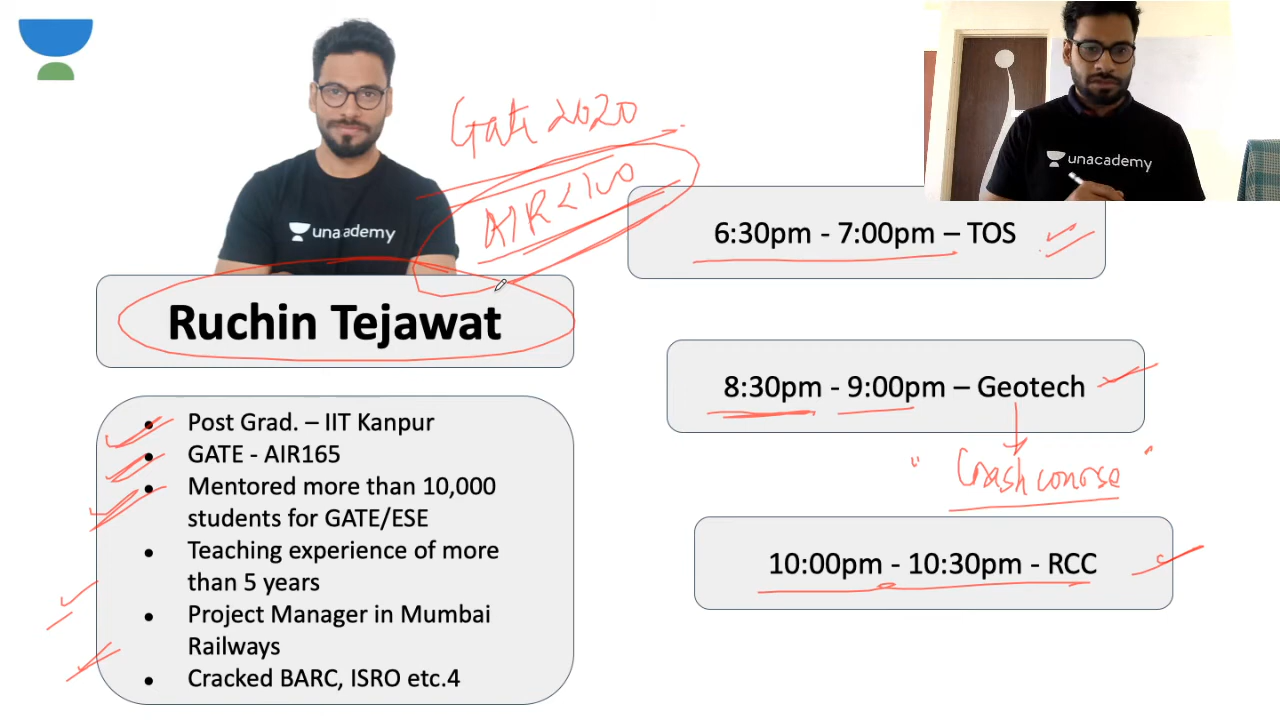 Gate 2020
AIR < 100
unacademy
unacademy
Ruchin Tejawat
• Post Grad. – IIT Kanpur
• GATE - AIR165
• Mentored more than 10,000
students for GATE/ESE
• Teaching experience of more
than 5 years
• Project Manager in Mumbai
Railways
• Cracked BARC, ISRO etc.4
6:30pm - 7:00pm – TOS
8:30pm - 9:00pm – Geotech
"Crash course"
10:00pm - 10:30pm - RCC